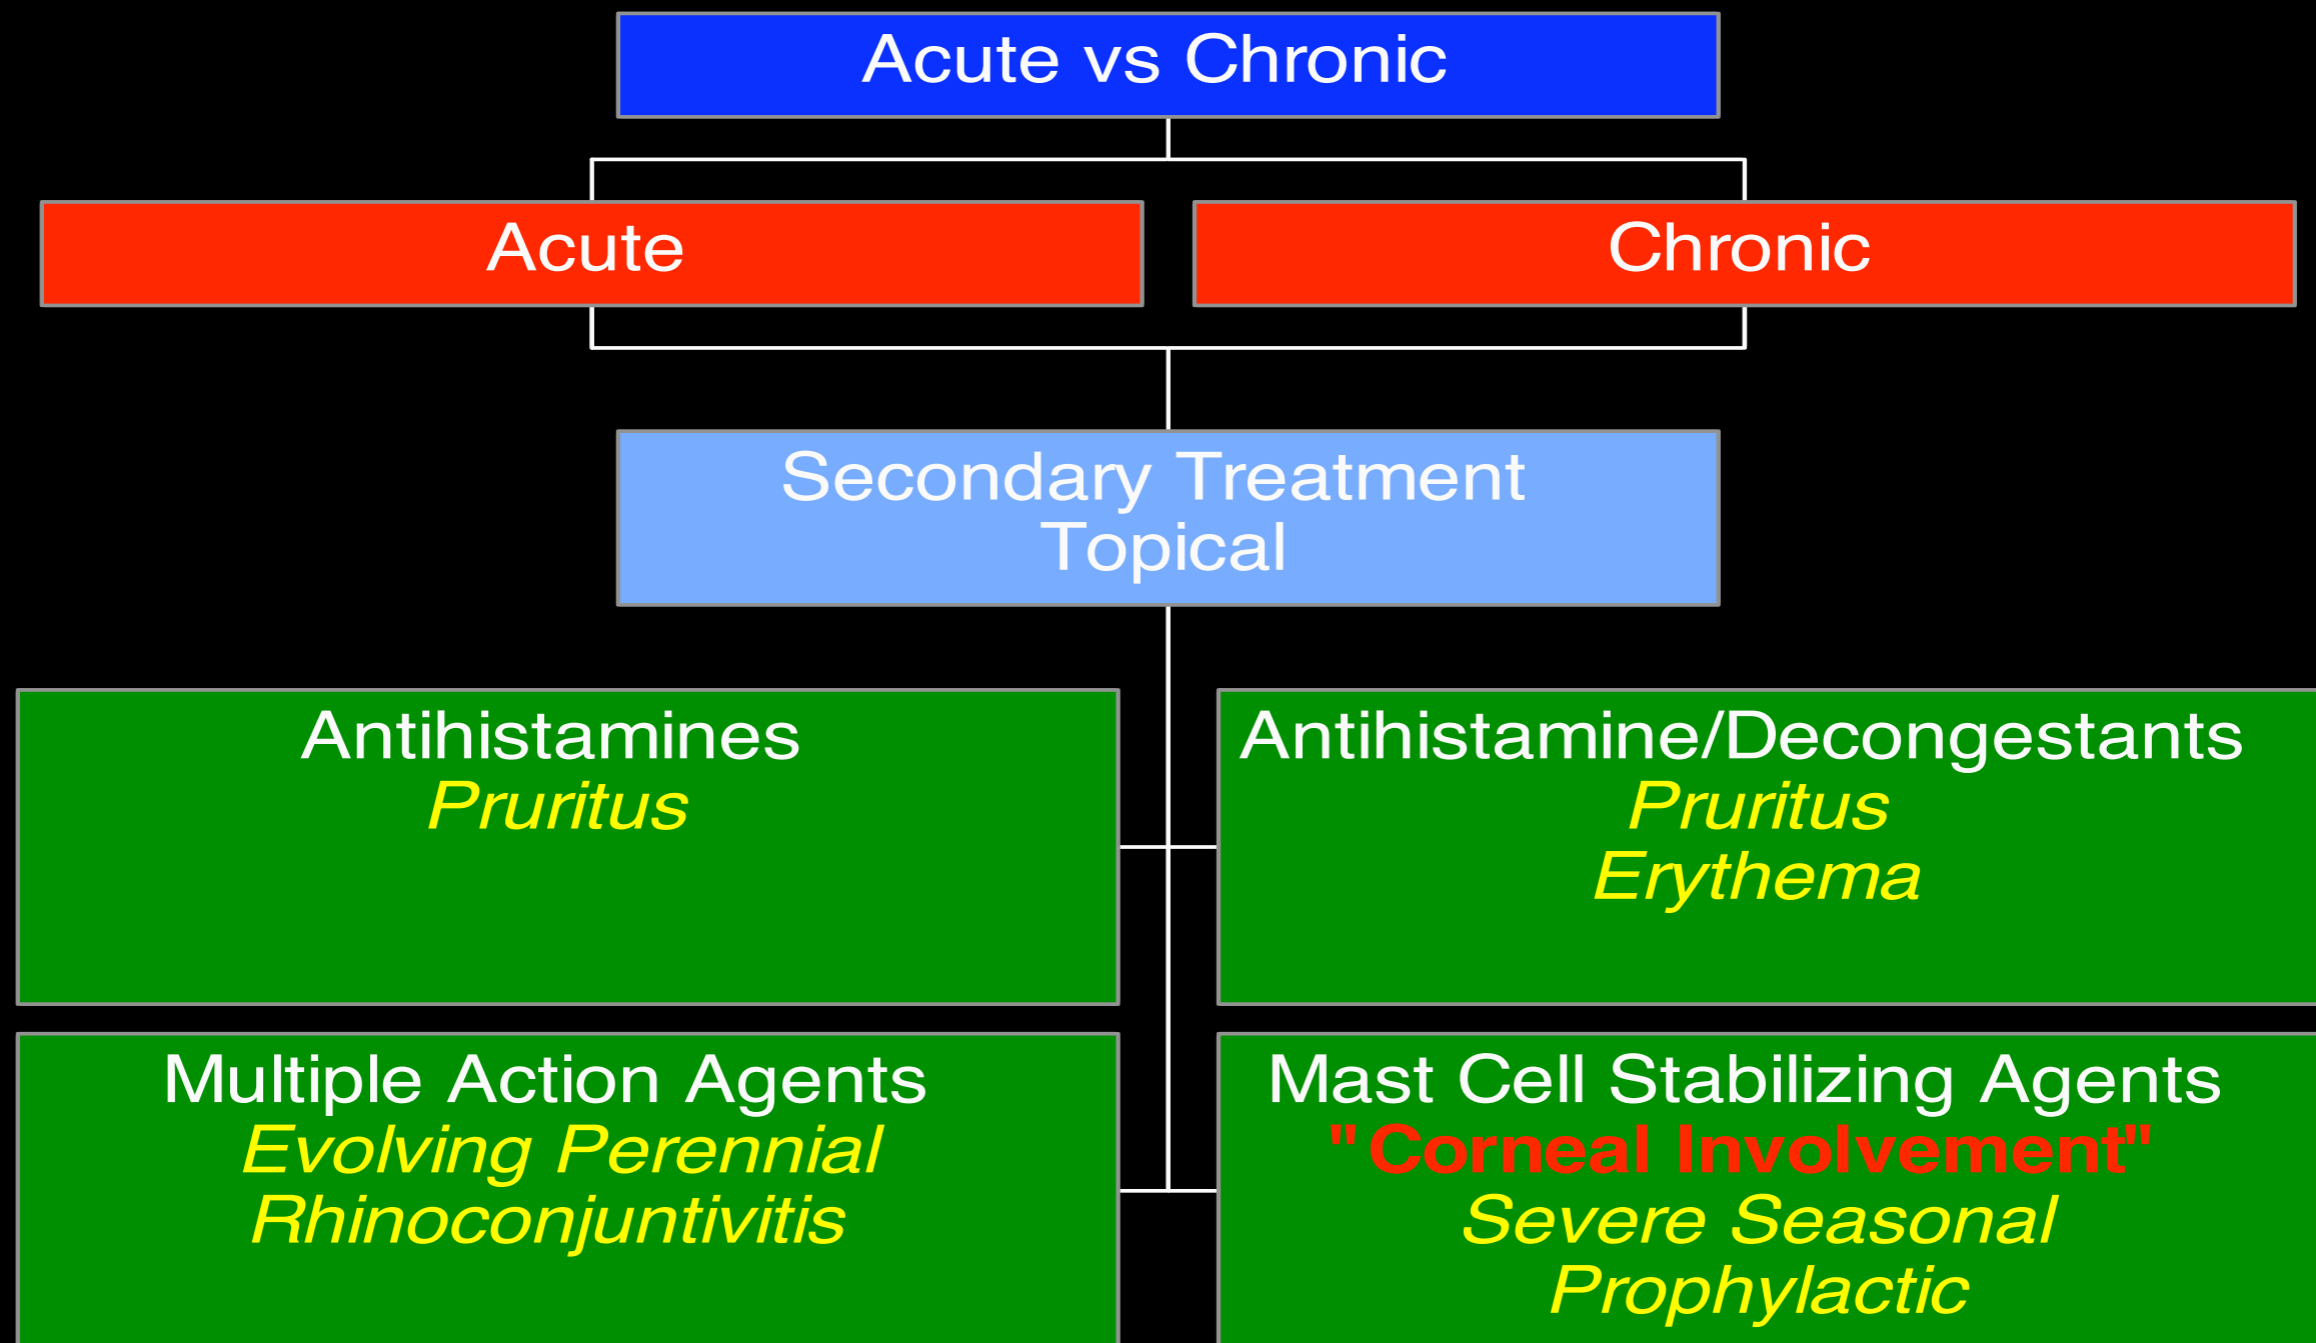 Acute vs Chronic
Acute
Chronic
Secondary Treatment
Topical
Antihistamines
Pruritus
Antihistamine/Decongestants
Pruritus
Erythema
Multiple Action Agents
Evolving Perennial
Rhinoconjuntivitis
Mast Cell Stabilizing Agents
"Corneal Involvement"
Severe Seasonal
Prophylactic